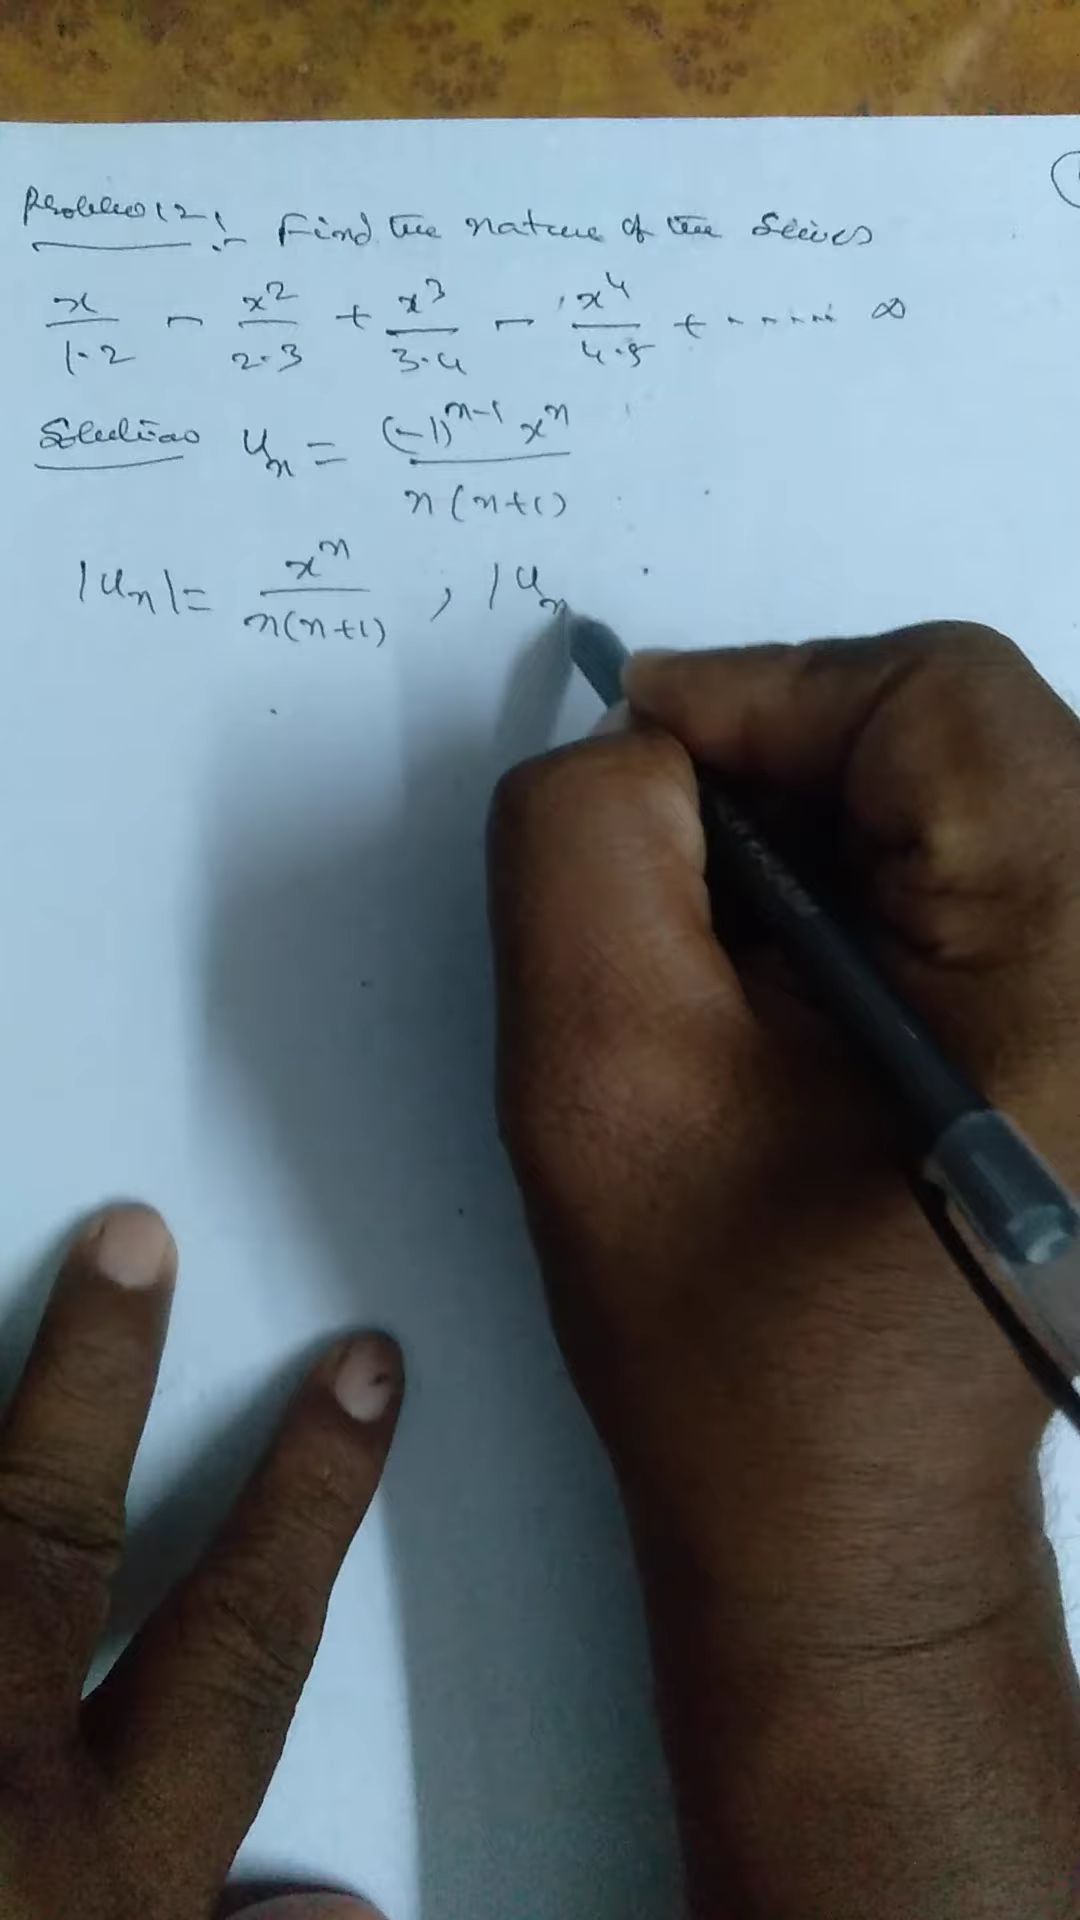 Problem (2) :- Find the nature of the Series
x/1·2 - x²/2·3 + x³/3·4 - x⁴/4·5 + ..... ∞
Solution uₙ = (-1)ⁿ⁻¹ xⁿ / n(n+1)
|uₙ| = xⁿ / n(n+1) , |uₙ